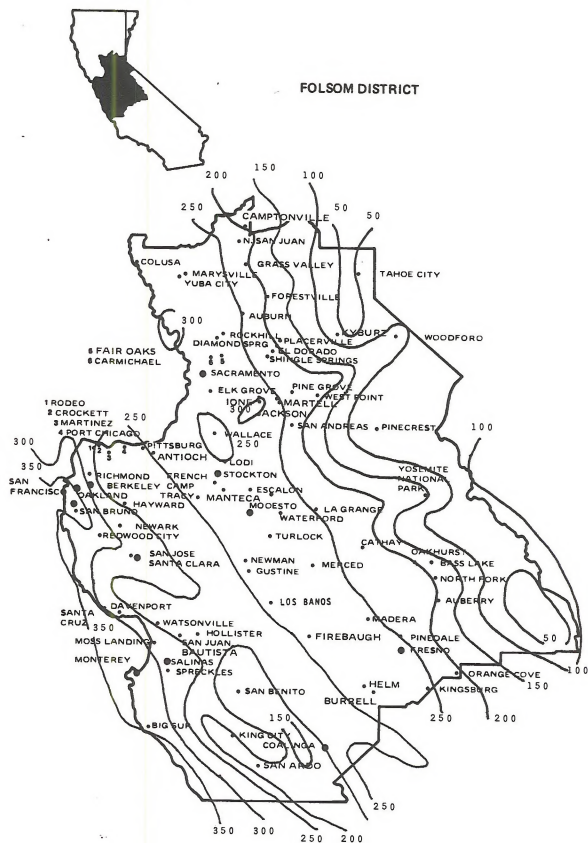 FOLSOM DISTRICT
200
150
100
250
50
50
CAMPTONVILLE
N. SAN JUAN
COLUSA
GRASS VALLEY
MARYSVILLE
YUBA CITY
TAHOE CITY
FORESTVILLE
AUBURN
300
ROCKHILL
DIAMOND SPRG
PLACERVILLE
KYBURZ
WOODFORD
EL DORADO
SHINGLE SPRINGS
5 FAIR OAKS
6 CARMICHAEL
6 5
SACRAMENTO
ELK GROVE
PINE GROVE
WEST POINT
IONE
MARTELL
300
JACKSON
1 RODEO
2 CROCKETT
3 MARTINEZ
4 PORT CHICAGO
250
WALLACE
250
SAN ANDREAS
PINECREST
100
300
1 2 4
3
PITTSBURG
ANTIOCH
LODI
STOCKTON
350
RICHMOND
BERKELEY
FRENCH
CAMP
YOSEMITE
NATIONAL
PARK
SAN
FRANCISCO
OAKLAND
TRACY
MANTECA
ESCALON
SAN BRUNO
HAYWARD
MODESTO
WATERFORD
LA GRANGE
NEWARK
REDWOOD CITY
TURLOCK
CATHAY
SAN JOSE
SANTA CLARA
NEWMAN
GUSTINE
MERCED
OAKHURST
BASS LAKE
NORTH FORK
LOS BANOS
AUBERRY
DAVENPORT
SANTA
CRUZ
350
WATSONVILLE
HOLLISTER
MADERA
MOSS LANDING
SAN JUAN
BAUTISTA
FIREBAUGH
PINEDALE
FRESNO
50
MONTEREY
SALINAS
SPRECKLES
100
ORANGE COVE
150
SAN BENITO
HELM
BURRELL
KINGSBURG
250
200
BIG SUR
150
KING CITY
COALINGA
SAN ARDO
250
350
300
250
200